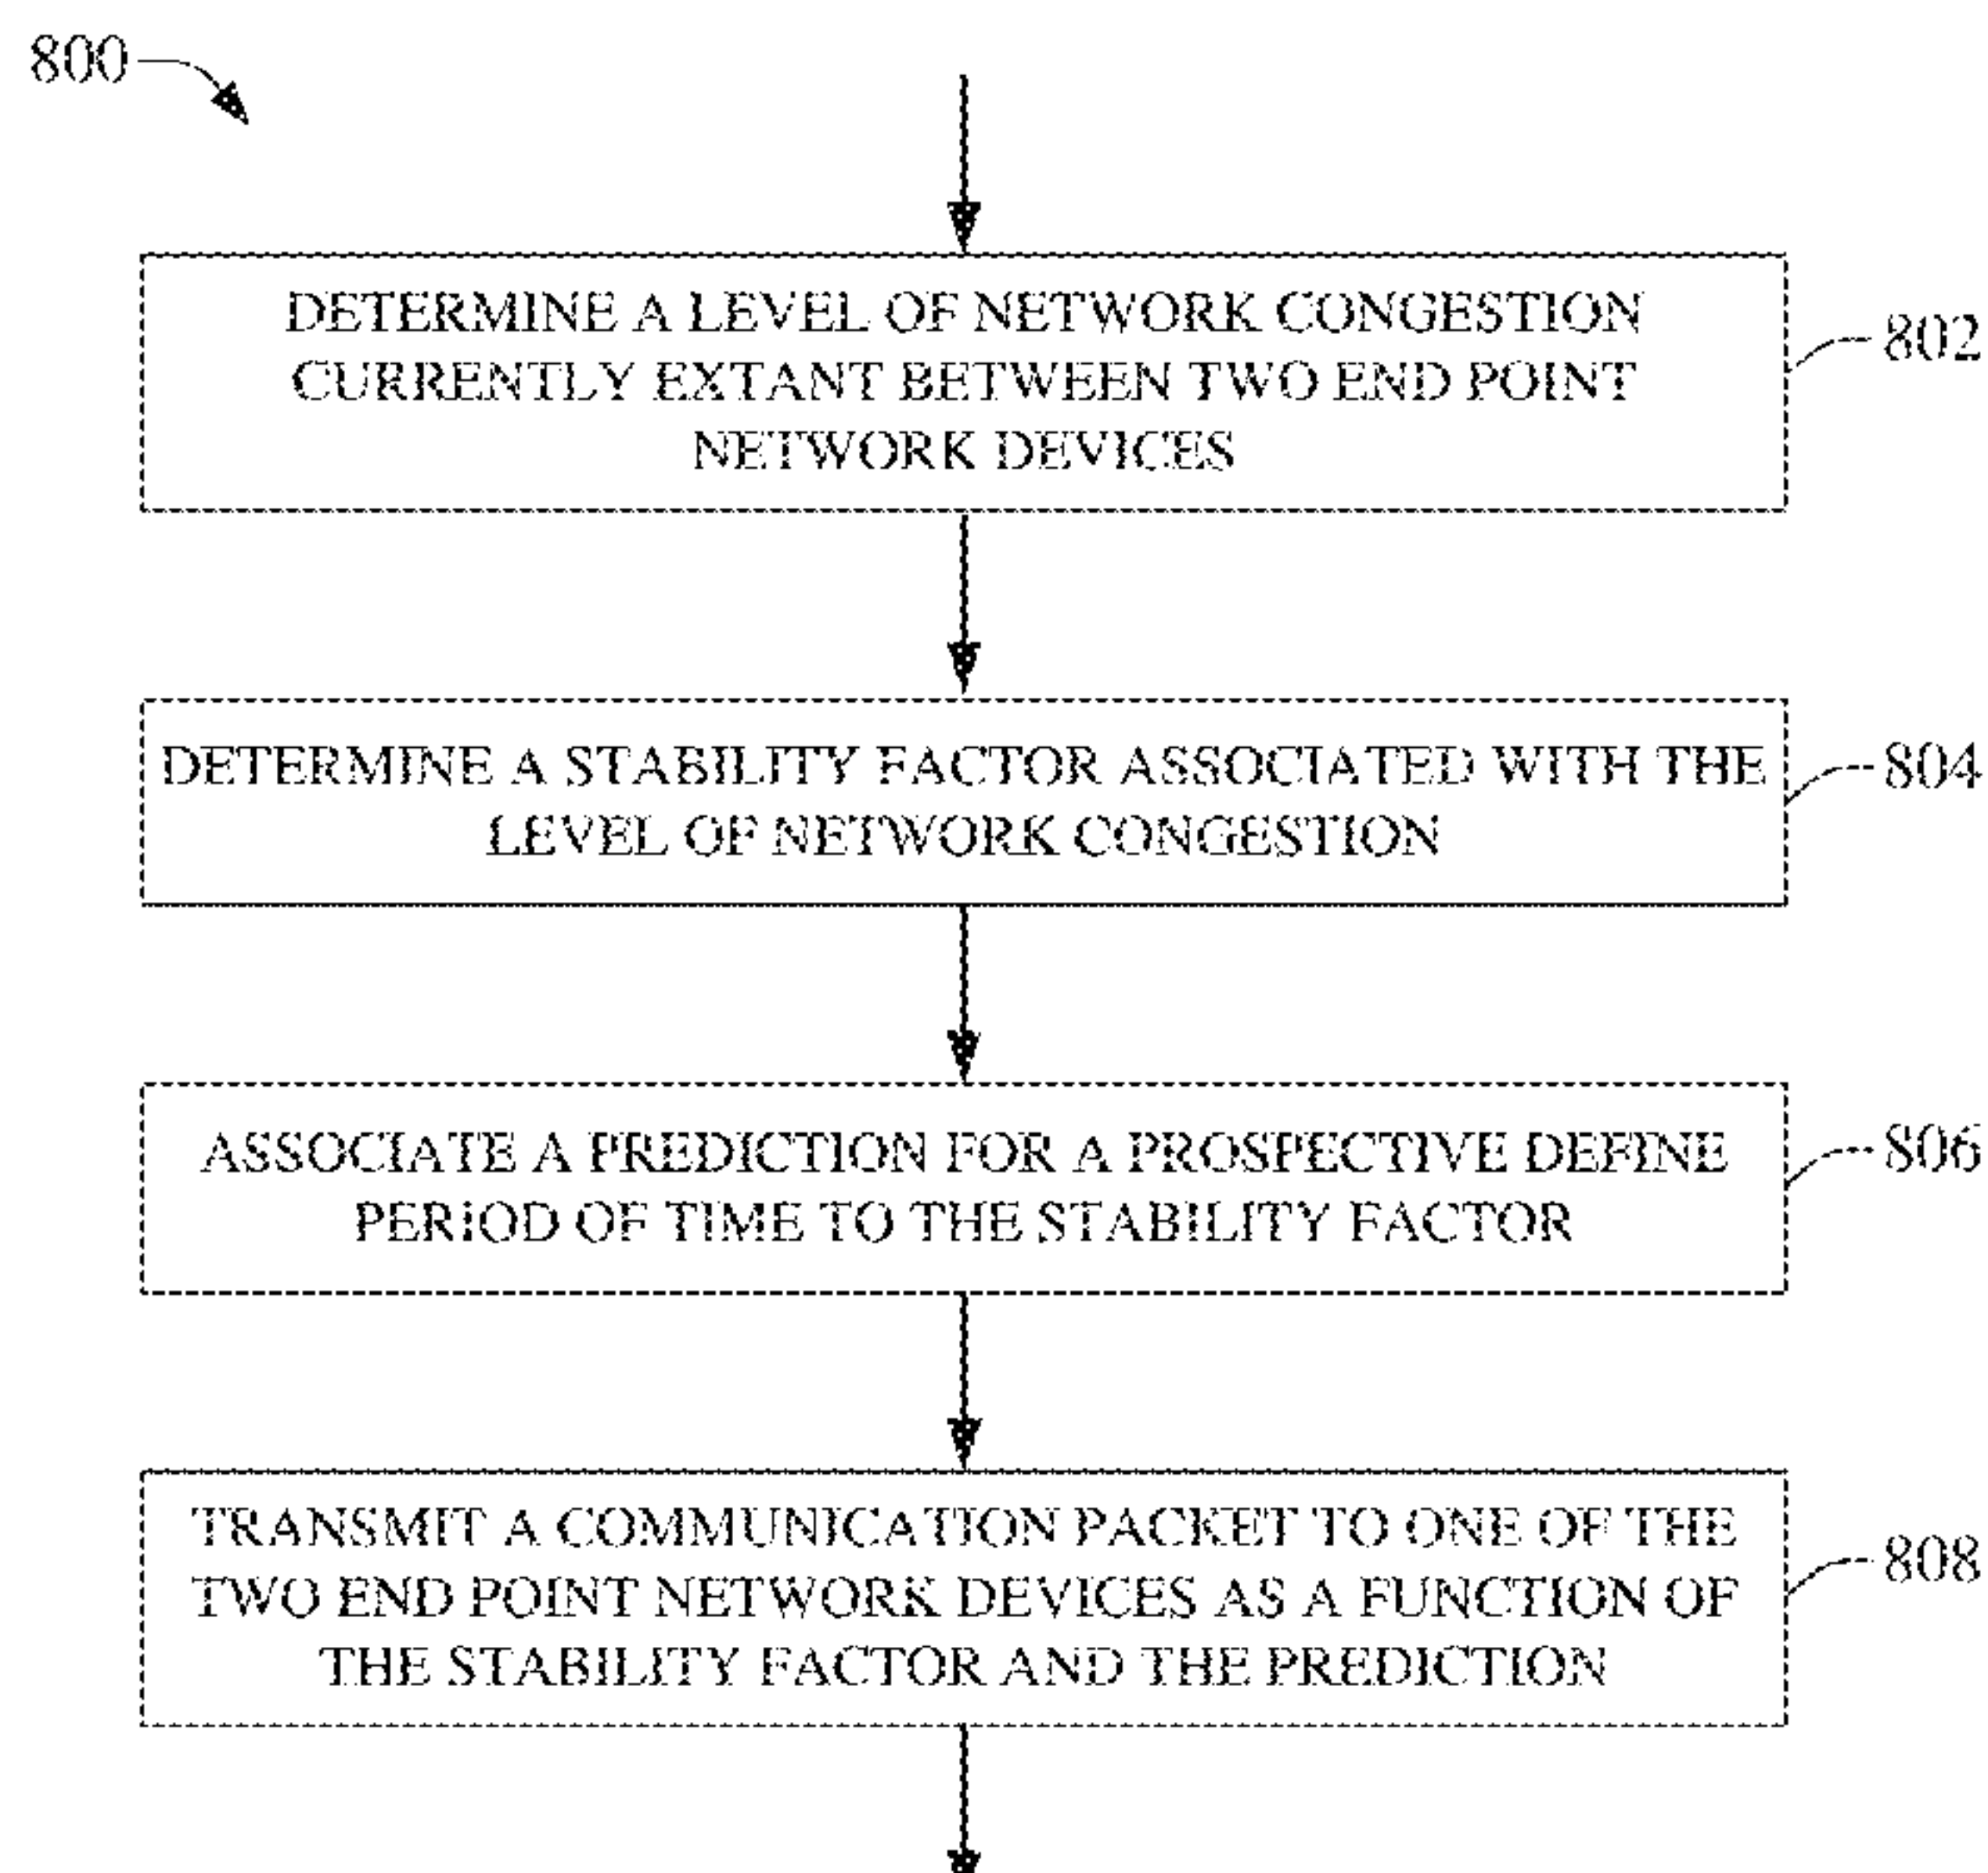 800
DETERMINE A LEVEL OF NETWORK CONGESTION
CURRENTLY EXTANT BETWEEN TWO END POINT
NETWORK DEVICES
802
DETERMINE A STABILITY FACTOR ASSOCIATED WITH THE
LEVEL OF NETWORK CONGESTION
804
ASSOCIATE A PREDICTION FOR A PROSPECTIVE DEFINE
PERIOD OF TIME TO THE STABILITY FACTOR
806
TRANSMIT A COMMUNICATION PACKET TO ONE OF THE
TWO END POINT NETWORK DEVICES AS A FUNCTION OF
THE STABILITY FACTOR AND THE PREDICTION
808